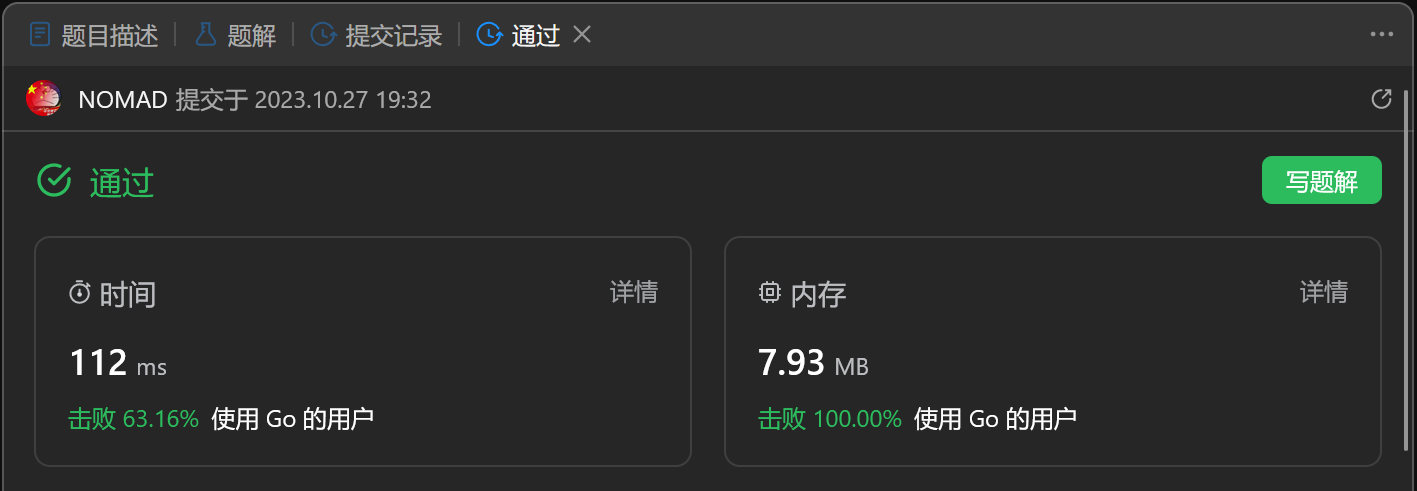 题目描述 题解 提交记录 通过
NOMAD 提交于 2023.10.27 19:32
通过 写题解
时间 详情 内存 详情
112 ms 7.93 MB
击败 63.16% 使用 Go 的用户 击败 100.00% 使用 Go 的用户